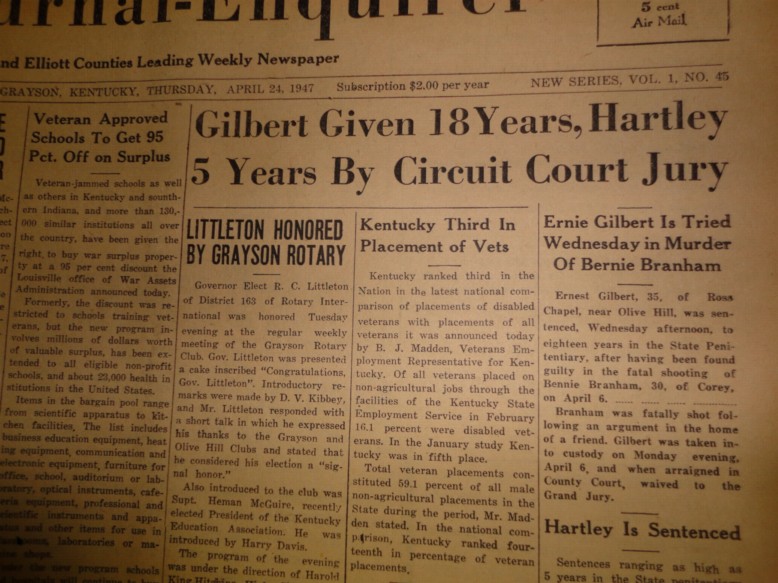 rnal-Enquirer
5 cent
Air Mail
nd Elliott Counties Leading Weekly Newspaper
GRAYSON, KENTUCKY, THURSDAY, APRIL 24, 1947 Subscription $2.00 per year NEW SERIES, VOL. 1, NO. 45
Veteran Approved
Schools To Get 95
Pct. Off on Surplus
Veteran-jammed schools as well
as others in Kentucky and south-
ern Indiana, and more than 130,-
000 similar institutions all over
the country, have been given the
right to buy war surplus proper-
ty at a 95 per cent discount the
Louisville office of War Assets
Administration announced today.
Formerly, the discount was re-
stricted to schools training vet-
erans, but the new program in-
volves millions of dollars worth
of valuable surplus, has been ex-
tended to all eligible non-profit
schools, and about 23,000 health in
stitutions in the United States.
Items in the bargain pool range
from scientific apparatus to kit-
chen facilities, The list includes
business education equipment, heat
ing equipment, communication and
electronic equipment, furniture for
office, school, auditorium or lab-
oratory, optical instruments, cafe-
teria equipment, professional and
scientific instruments and appa-
and other items for use in
laboratories or ma-
shops.
the new program schools
Gilbert Given 18 Years, Hartley
5 Years By Circuit Court Jury
LITTLETON HONORED
BY GRAYSON ROTARY
Governor Elect R. C. Littleton
of District 163 of Rotary Inter-
national was honored Tuesday
evening at the regular weekly
meeting of the Grayson Rotary
Club. Gov. Littleton was presented
a cake inscribed "Congratulations,
Gov. Littleton". Introductory re-
marks were made by D. V. Kibbey,
and Mr. Littleton responded with
a short talk in which he expressed
his thanks to the Grayson and
Olive Hill Clubs and stated that
he considered his election a "sig-
nal honor."
Also introduced to the club was
Supt. Heman McGuire, recently
elected President of the Kentucky
Education Association. He was
introduced by Harry Davis.
The program of the evening
was under the direction of Harold
Kentucky Third In
Placement of Vets
Kentucky ranked third in the
Nation in the latest national com-
parison of placements of disabled
veterans with placements of all
veterans it was announced today
by B. J. Madden, Veterans Em-
ployment Representative for Ken-
tucky. Of all veterans placed on
non-agricultural jobs through the
facilities of the Kentucky State
Employment Service in February
16.1 percent were disabled vet-
erans. In the January study Ken-
tucky was in fifth place.
Total veteran placements con-
stituted 59.1 percent of all male
non-agricultural placements in the
State during the period, Mr. Mad-
den stated. In the national com-
parison, Kentucky ranked four-
teenth in percentage of veteran
placements.
Ernie Gilbert Is Tried
Wednesday in Murder
Of Bernie Branham
Ernest Gilbert, 35, of Ross
Chapel, near Olive Hill, was sen-
tenced, Wednesday afternoon, to
eighteen years in the State Peni-
tentiary, after having been found
guilty in the fatal shooting of
Bennie Branham, 30, of Corey,
on April 6.
Branham was fatally shot fol-
lowing an argument in the home
of a friend. Gilbert was taken in-
to custody on Monday evening,
April 6, and when arraigned in
County Court, waived to the
Grand Jury.
Hartley Is Sentenced
Sentences ranging as high as
5 years in the State